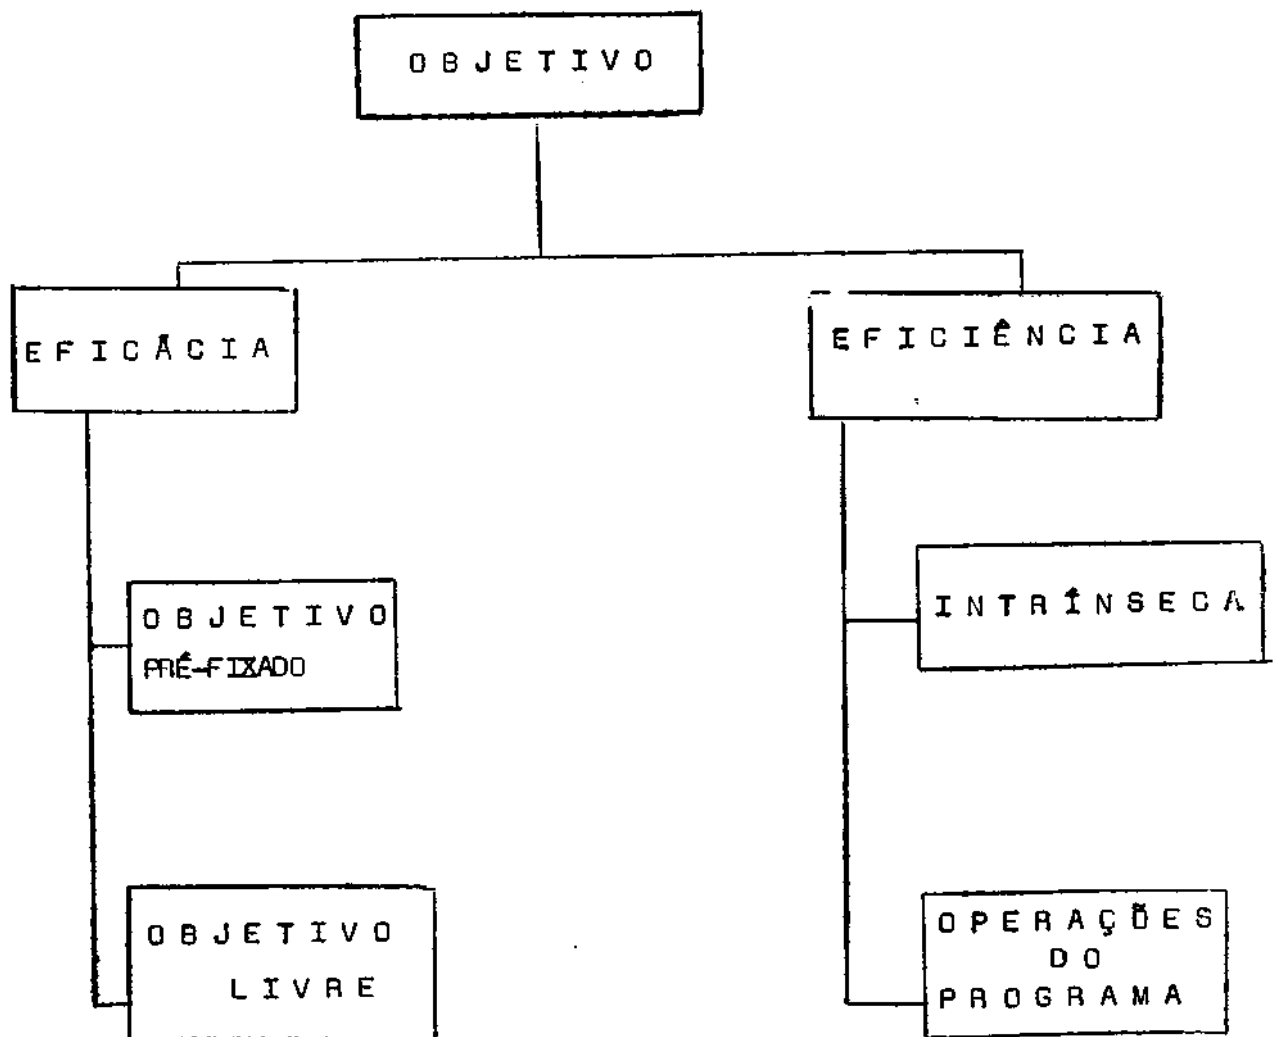 OBJETIVO
EFICÁCIA
EFICIÊNCIA
OBJETIVO
PRÉ-FIXADO
INTRÍNSECA
OBJETIVO
LIVRE
OPERAÇÕES
DO
PROGRAMA